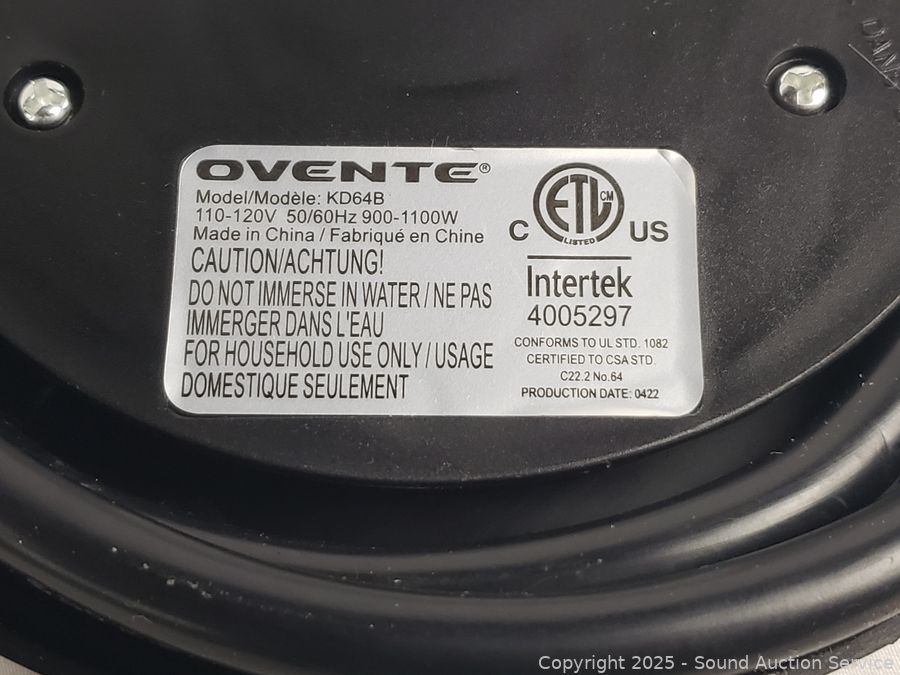 OVENTE®
Model/Modèle: KD64B
110-120V 50/60Hz 900-1100W
Made in China / Fabriqué en Chine
CAUTION/ACHTUNG!
DO NOT IMMERSE IN WATER / NE PAS
IMMERGER DANS L'EAU
FOR HOUSEHOLD USE ONLY / USAGE
DOMESTIQUE SEULEMENT
ETL CM
LISTED
C US
Intertek
4005297
CONFORMS TO UL STD. 1082
CERTIFIED TO CSA STD.
C22.2 No.64
PRODUCTION DATE: 0422
Copyright 2025 - Sound Auction Service